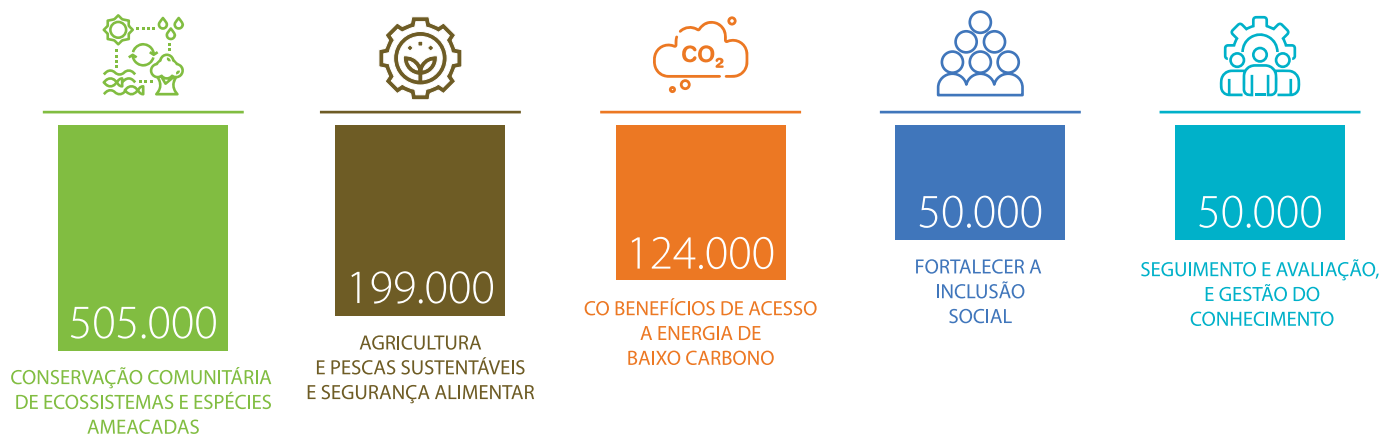 505.000
CONSERVAÇÃO COMUNITÁRIA
DE ECOSSISTEMAS E ESPÉCIES
AMEACADAS
199.000
AGRICULTURA
E PESCAS SUSTENTÁVEIS
E SEGURANÇA ALIMENTAR
CO₂
124.000
CO BENEFÍCIOS DE ACESSO
A ENERGIA DE
BAIXO CARBONO
50.000
FORTALECER A
INCLUSÃO
SOCIAL
50.000
SEGUIMENTO E AVALIAÇÃO,
E GESTÃO DO
CONHECIMENTO